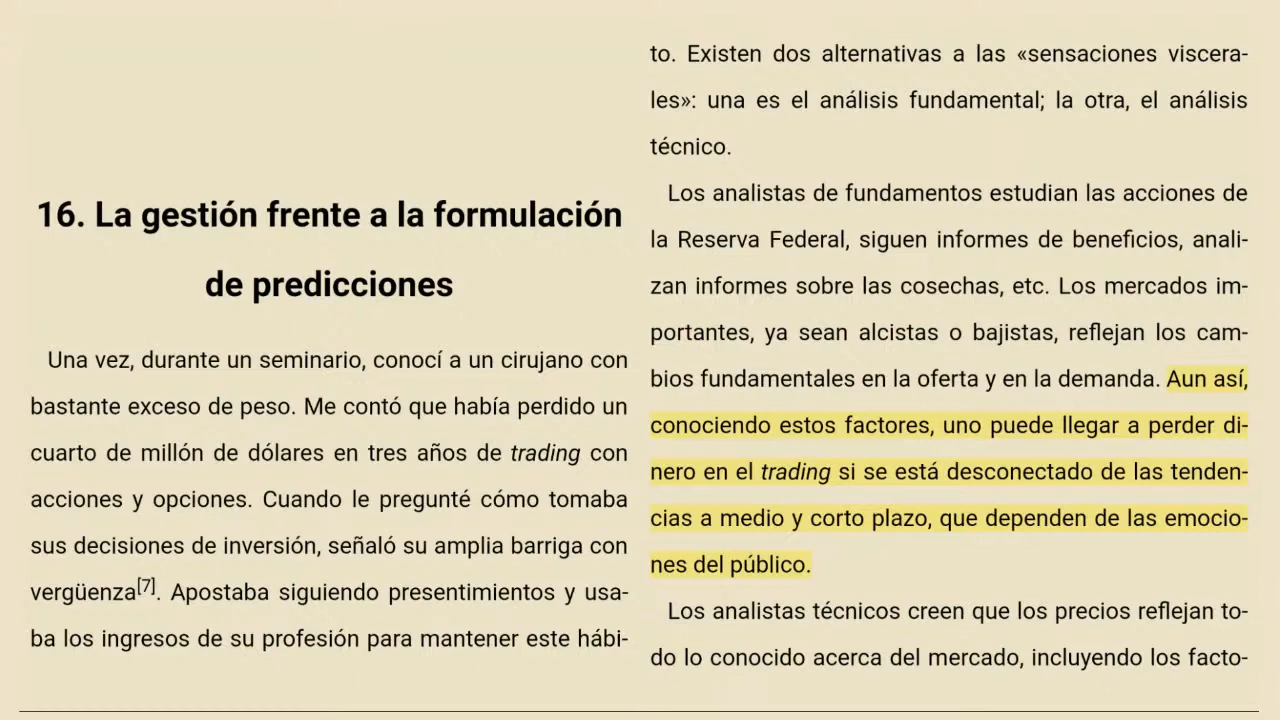 16. La gestión frente a la formulación
de predicciones
Una vez, durante un seminario, conocí a un cirujano con
bastante exceso de peso. Me contó que había perdido un
cuarto de millón de dólares en tres años de trading con
acciones y opciones. Cuando le pregunté cómo tomaba
sus decisiones de inversión, señaló su amplia barriga con
vergüenza[7]. Apostaba siguiendo presentimientos y usa-
ba los ingresos de su profesión para mantener este hábi-
to. Existen dos alternativas a las «sensaciones viscera-
les»: una es el análisis fundamental; la otra, el análisis
técnico.
Los analistas de fundamentos estudian las acciones de
la Reserva Federal, siguen informes de beneficios, anali-
zan informes sobre las cosechas, etc. Los mercados im-
portantes, ya sean alcistas o bajistas, reflejan los cam-
bios fundamentales en la oferta y en la demanda. Aun así,
conociendo estos factores, uno puede llegar a perder di-
nero en el trading si se está desconectado de las tenden-
cias a medio y corto plazo, que dependen de las emocio-
nes del público.
Los analistas técnicos creen que los precios reflejan to-
do lo conocido acerca del mercado, incluyendo los facto-